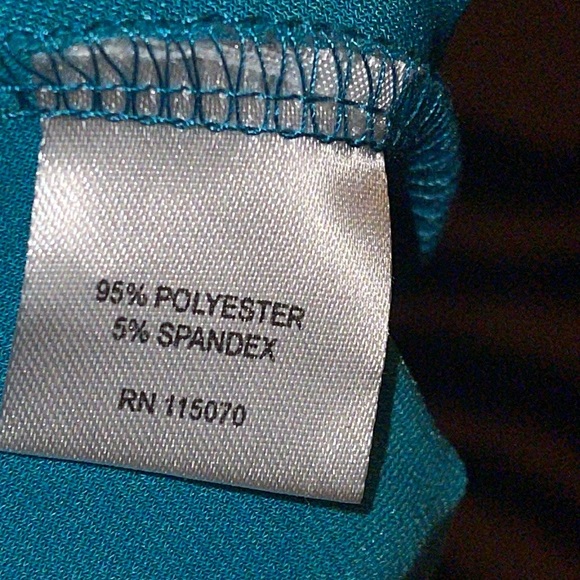 95% POLYESTER
5% SPANDEX
RN 115070